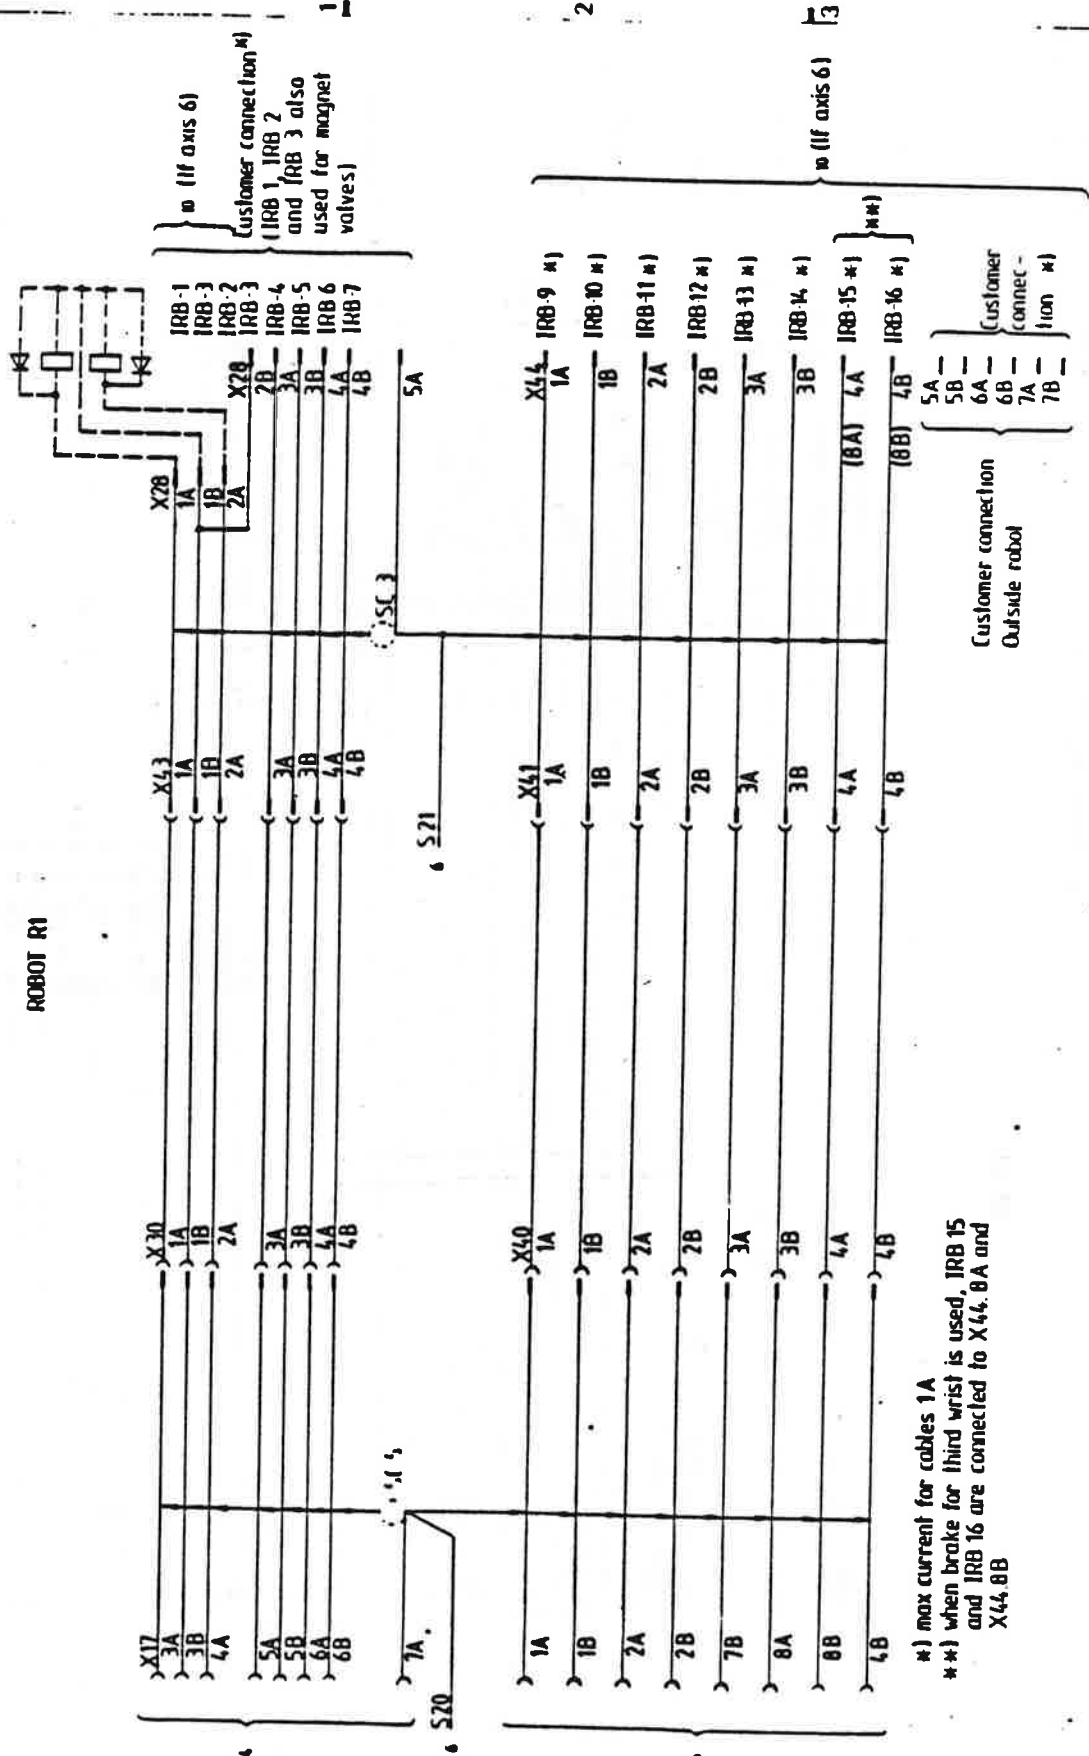 1
2
3
ROBOT R1
10 (If axis 6)
Customer connection*)
(IRB 1, IRB 2
and IRB 3 also
used for magnet
valves)
IRB-1
IRB-3
IRB-2
IRB-3
IRB-4
IRB-5
IRB 6
IRB-7
X28
1A
1B
2A
X28
2B
3A
3B
4A
4B
5A
SC 3
X43
1A
1B
2A
3A
3B
4A
4B
6 S21
X30
1A
1B
2A
3A
3B
4A
4B
X17
3A
3B
4A
5A
5B
6A
6B
7A
6 S20
10 (If axis 6)
IRB-9 *)
IRB-10 *)
IRB-11 *)
IRB-12 *)
IRB-13 *)
IRB-14 *)
IRB-15 *)
IRB-16 *)
**)
X44
1A
1B
2A
2B
3A
3B
(8A) 4A
(8B) 4B
5A
5B
6A
6B
7A
7B
Customer
connec-
tion *)
Customer connection
Outside robot
X41
1A
1B
2A
2B
3A
3B
4A
4B
X40
1A
1B
2A
2B
3A
3B
4A
4B
1A
1B
2A
2B
7B
8A
8B
4B
*) max current for cables 1A
**) when brake for third wrist is used, IRB 15
and IRB 16 are connected to X44.8A and
X44.8B